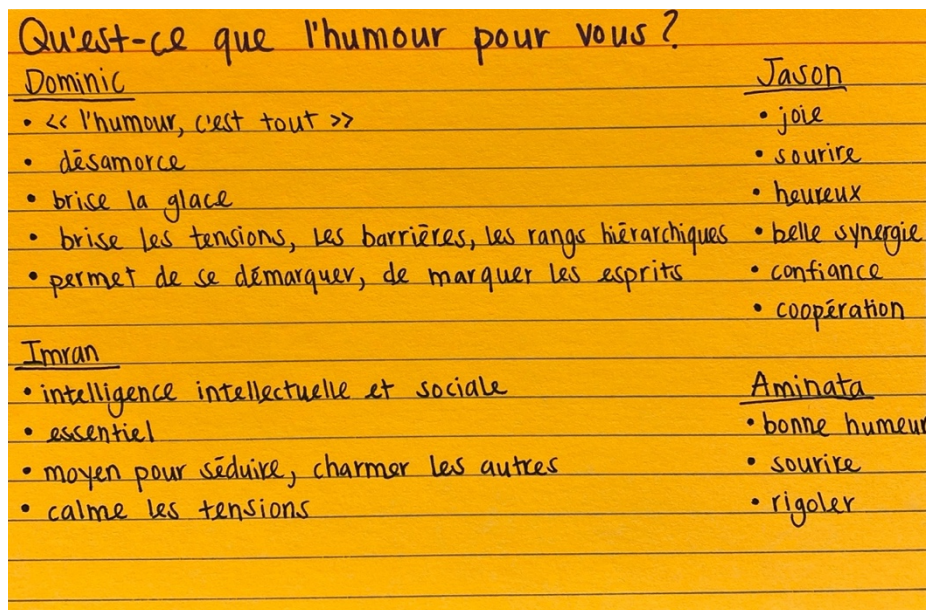 Qu'est-ce que l'humour pour vous ?
Dominic
• << l'humour, c'est tout >>
• désamorce
• brise la glace
• brise les tensions, les barrières, les rangs hiérarchiques
• permet de se démarquer, de marquer les esprits
Jason
• joie
• sourire
• heureux
• belle synergie
• confiance
• coopération
Imran
• intelligence intellectuelle et sociale
• essentiel
• moyen pour séduire, charmer les autres
• calme les tensions
Aminata
• bonne humeur
• sourire
• rigoler